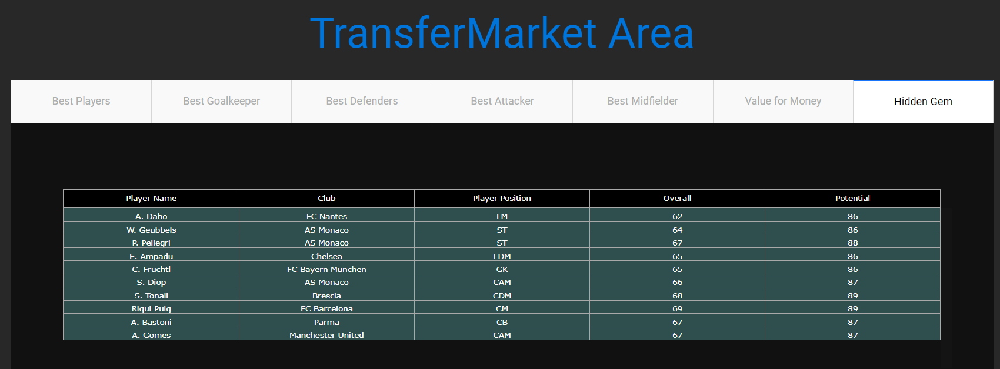 TransferMarket Area
Best Players Best Goalkeeper Best Defenders Best Attacker Best Midfielder Value for Money Hidden Gem
Player Name Club Player Position Overall Potential
A. Dabo FC Nantes LM 62 86
W. Geubbels AS Monaco ST 64 86
P. Pellegri AS Monaco ST 67 88
E. Ampadu Chelsea LDM 65 86
C. Früchtl FC Bayern München GK 65 86
S. Diop AS Monaco CAM 66 87
S. Tonali Brescia CDM 68 89
Riqui Puig FC Barcelona CM 69 89
A. Bastoni Parma CB 67 87
A. Gomes Manchester United CAM 67 87